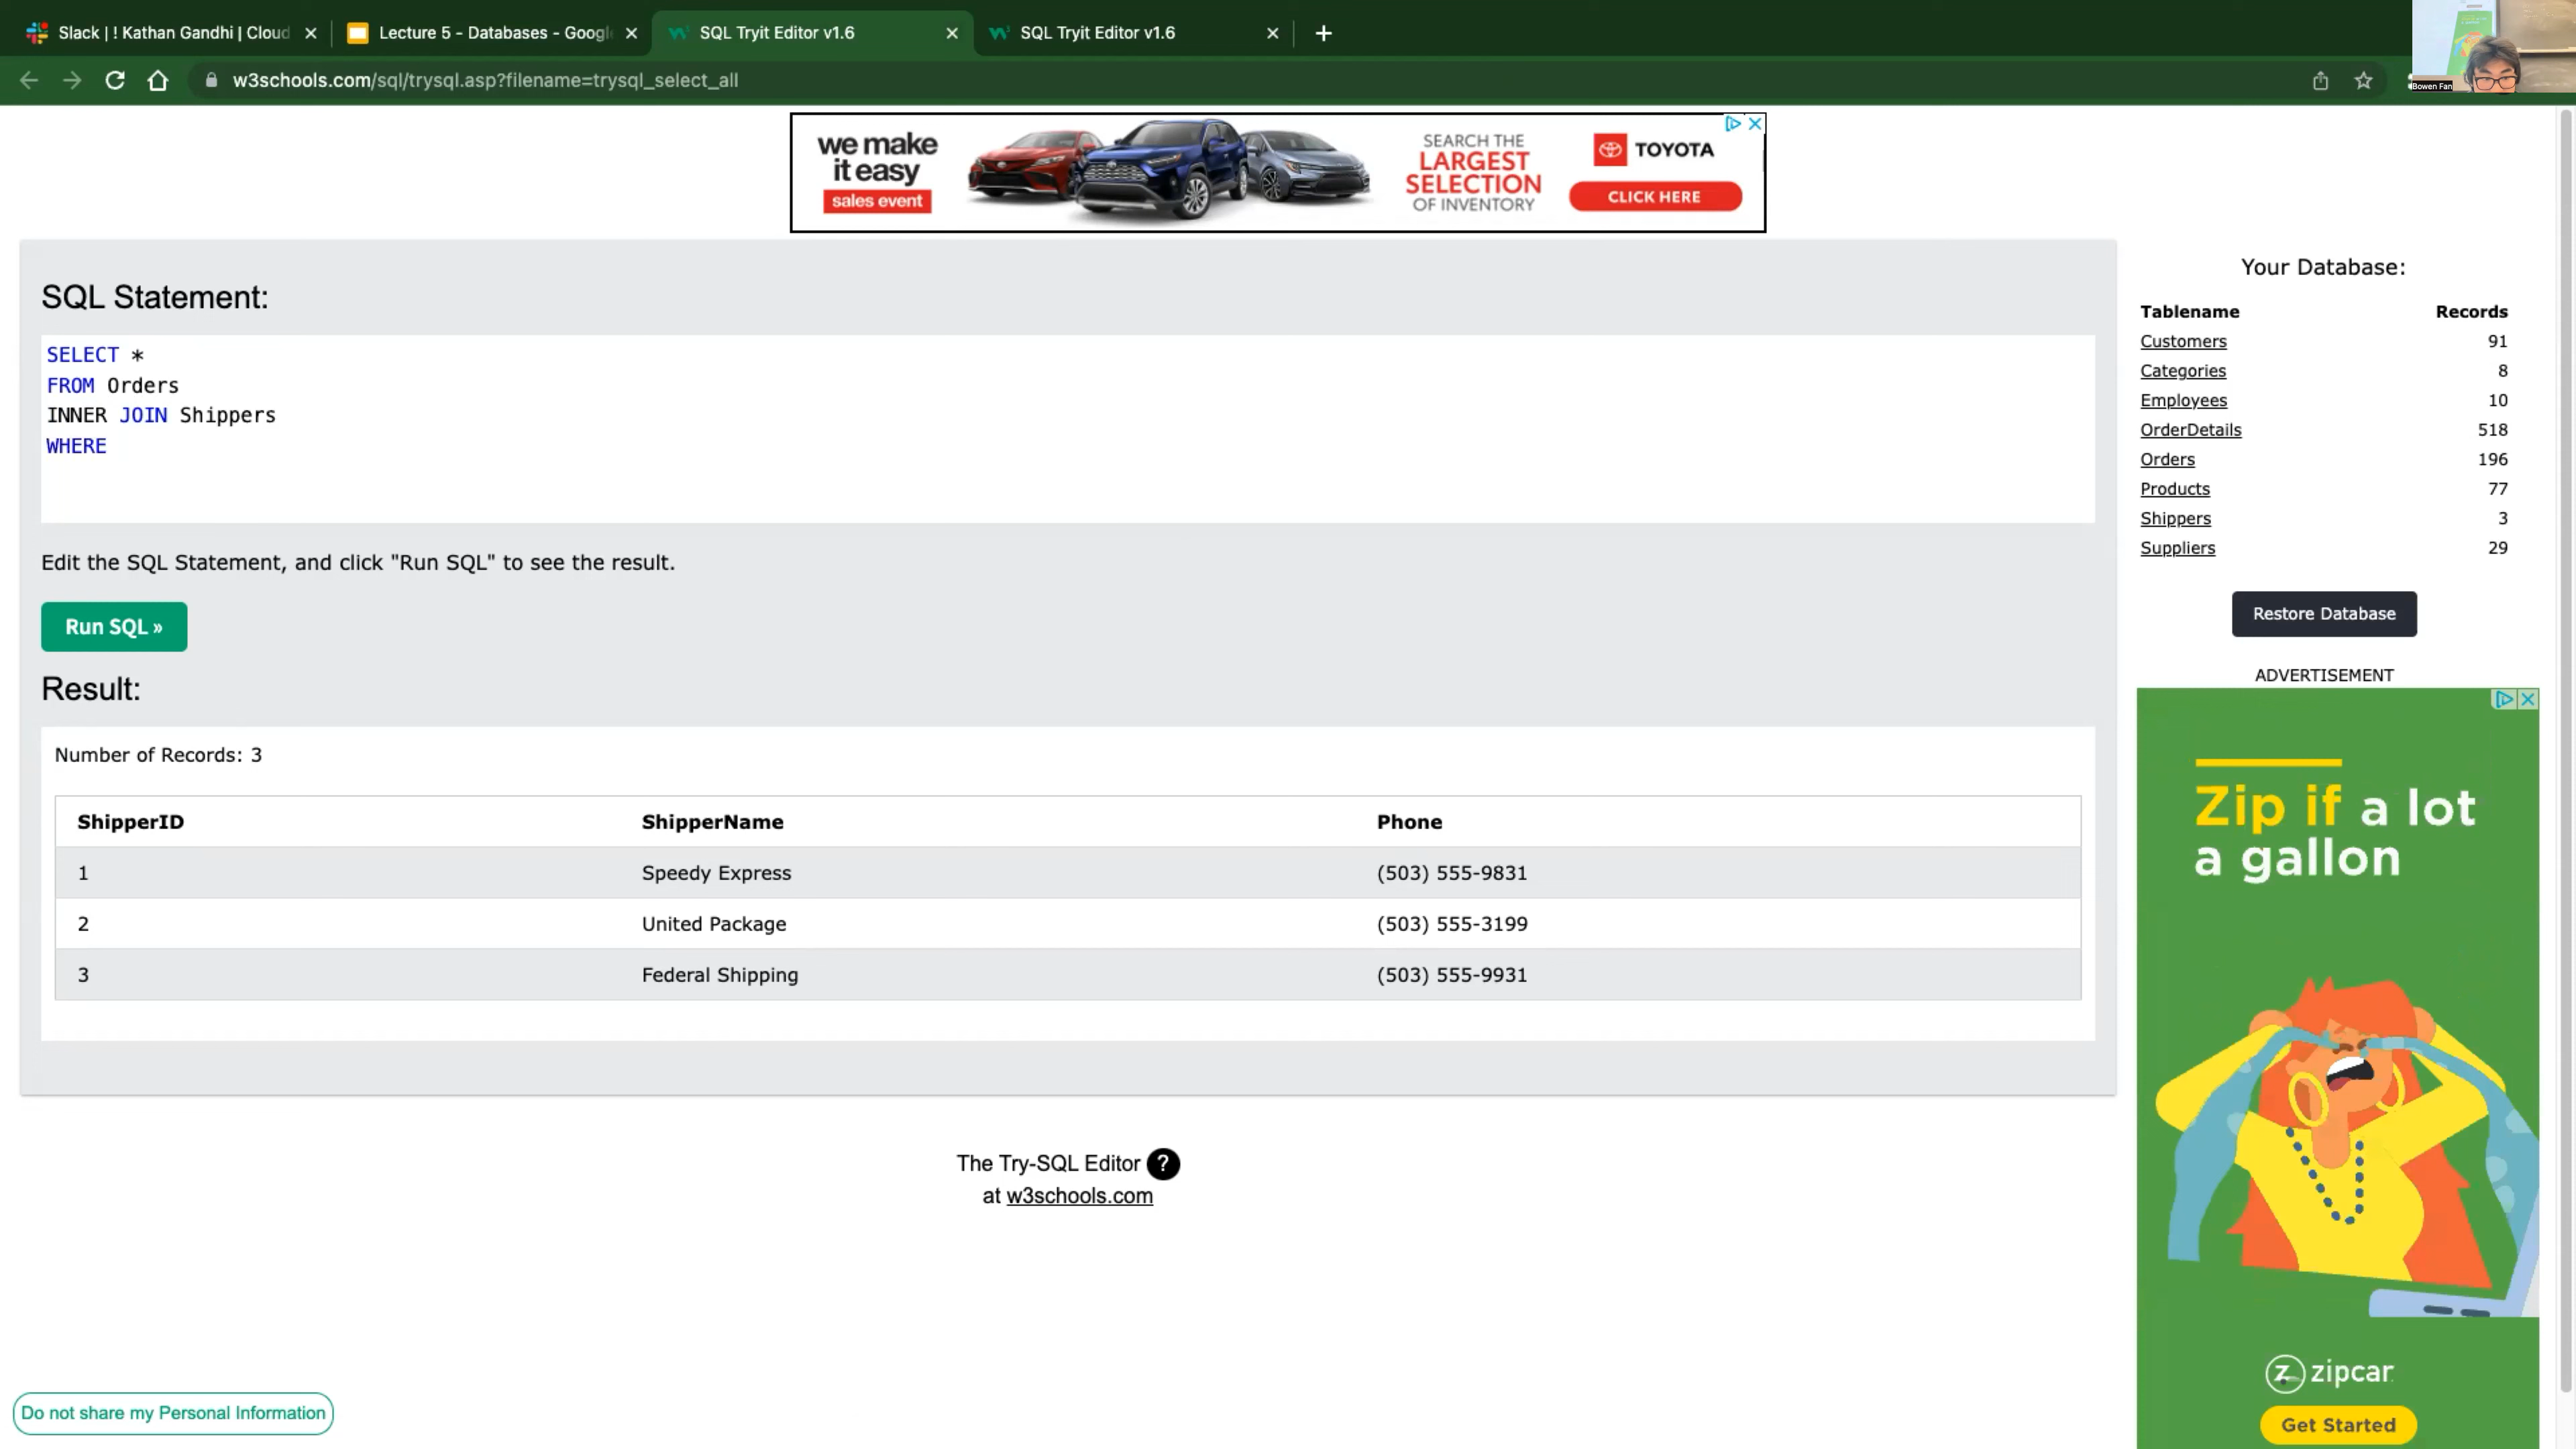 Slack | ! Kathan Gandhi | Cloud
Lecture 5 - Databases - Googl
SQL Tryit Editor v1.6
SQL Tryit Editor v1.6
w3schools.com/sql/trysql.asp?filename=trysql_select_all
Bowen Fan
we make
it easy
sales event
SEARCH THE
LARGEST
SELECTION
OF INVENTORY
TOYOTA
CLICK HERE
SQL Statement:
SELECT *
FROM Orders
INNER JOIN Shippers
WHERE
Edit the SQL Statement, and click "Run SQL" to see the result.
Run SQL »
Result:
Number of Records: 3
ShipperID ShipperName Phone
1 Speedy Express (503) 555-9831
2 United Package (503) 555-3199
3 Federal Shipping (503) 555-9931
The Try-SQL Editor ?
at w3schools.com
Do not share my Personal Information
Your Database:
Tablename Records
Customers 91
Categories 8
Employees 10
OrderDetails 518
Orders 196
Products 77
Shippers 3
Suppliers 29
Restore Database
ADVERTISEMENT
Zip if a lot
a gallon
zipcar
Get Started